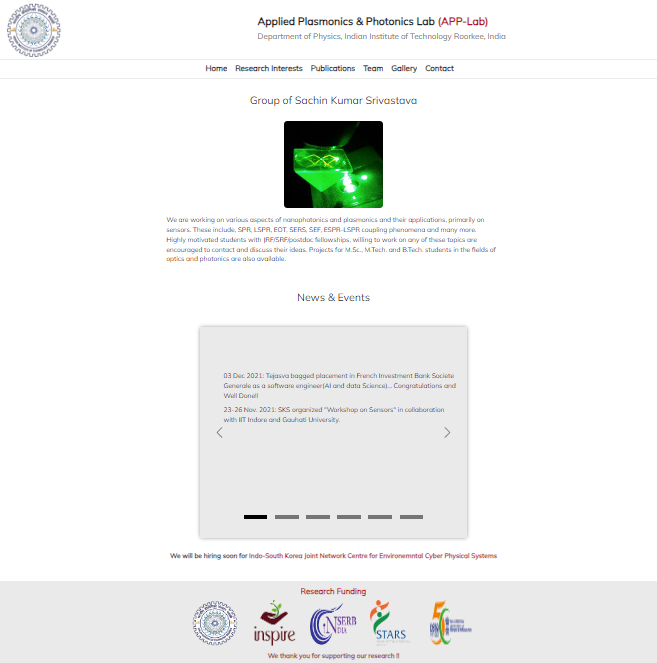 Applied Plasmonics & Photonics Lab (APP-Lab)
Department of Physics, Indian Institute of Technology Roorkee, India
Home Research Interests Publications Team Gallery Contact
Group of Sachin Kumar Srivastava
We are working on various aspects of nanophotonics and plasmonics and their applications, primarily on
sensors. These include, SPR, LSPR, EOT, SERS, SEF, ESPR-LSPR coupling phenomena and many more.
Highly motivated students with JRF/SRF/postdoc fellowships, willing to work on any of these topics are
encouraged to contact and discuss their ideas. Projects for M.Sc., M.Tech. and B.Tech. students in the fields of
optics and photonics are also available.
News & Events
03 Dec 2021: Tejasva bagged placement in French Investment Bank Societe
Generale as a software engineer(AI and data Science)... Congratulations and
Well Done!!
23-26 Nov. 2021: SKS organized "Workshop on Sensors" in collaboration
with IIT Indore and Gauhati University.
We will be hiring soon for Indo-South Korea Joint Network Centre for Environemntal Cyber Physical Systems
Research Funding
inspire
SERB
INDIA
STARS
We thank you for supporting our research !!